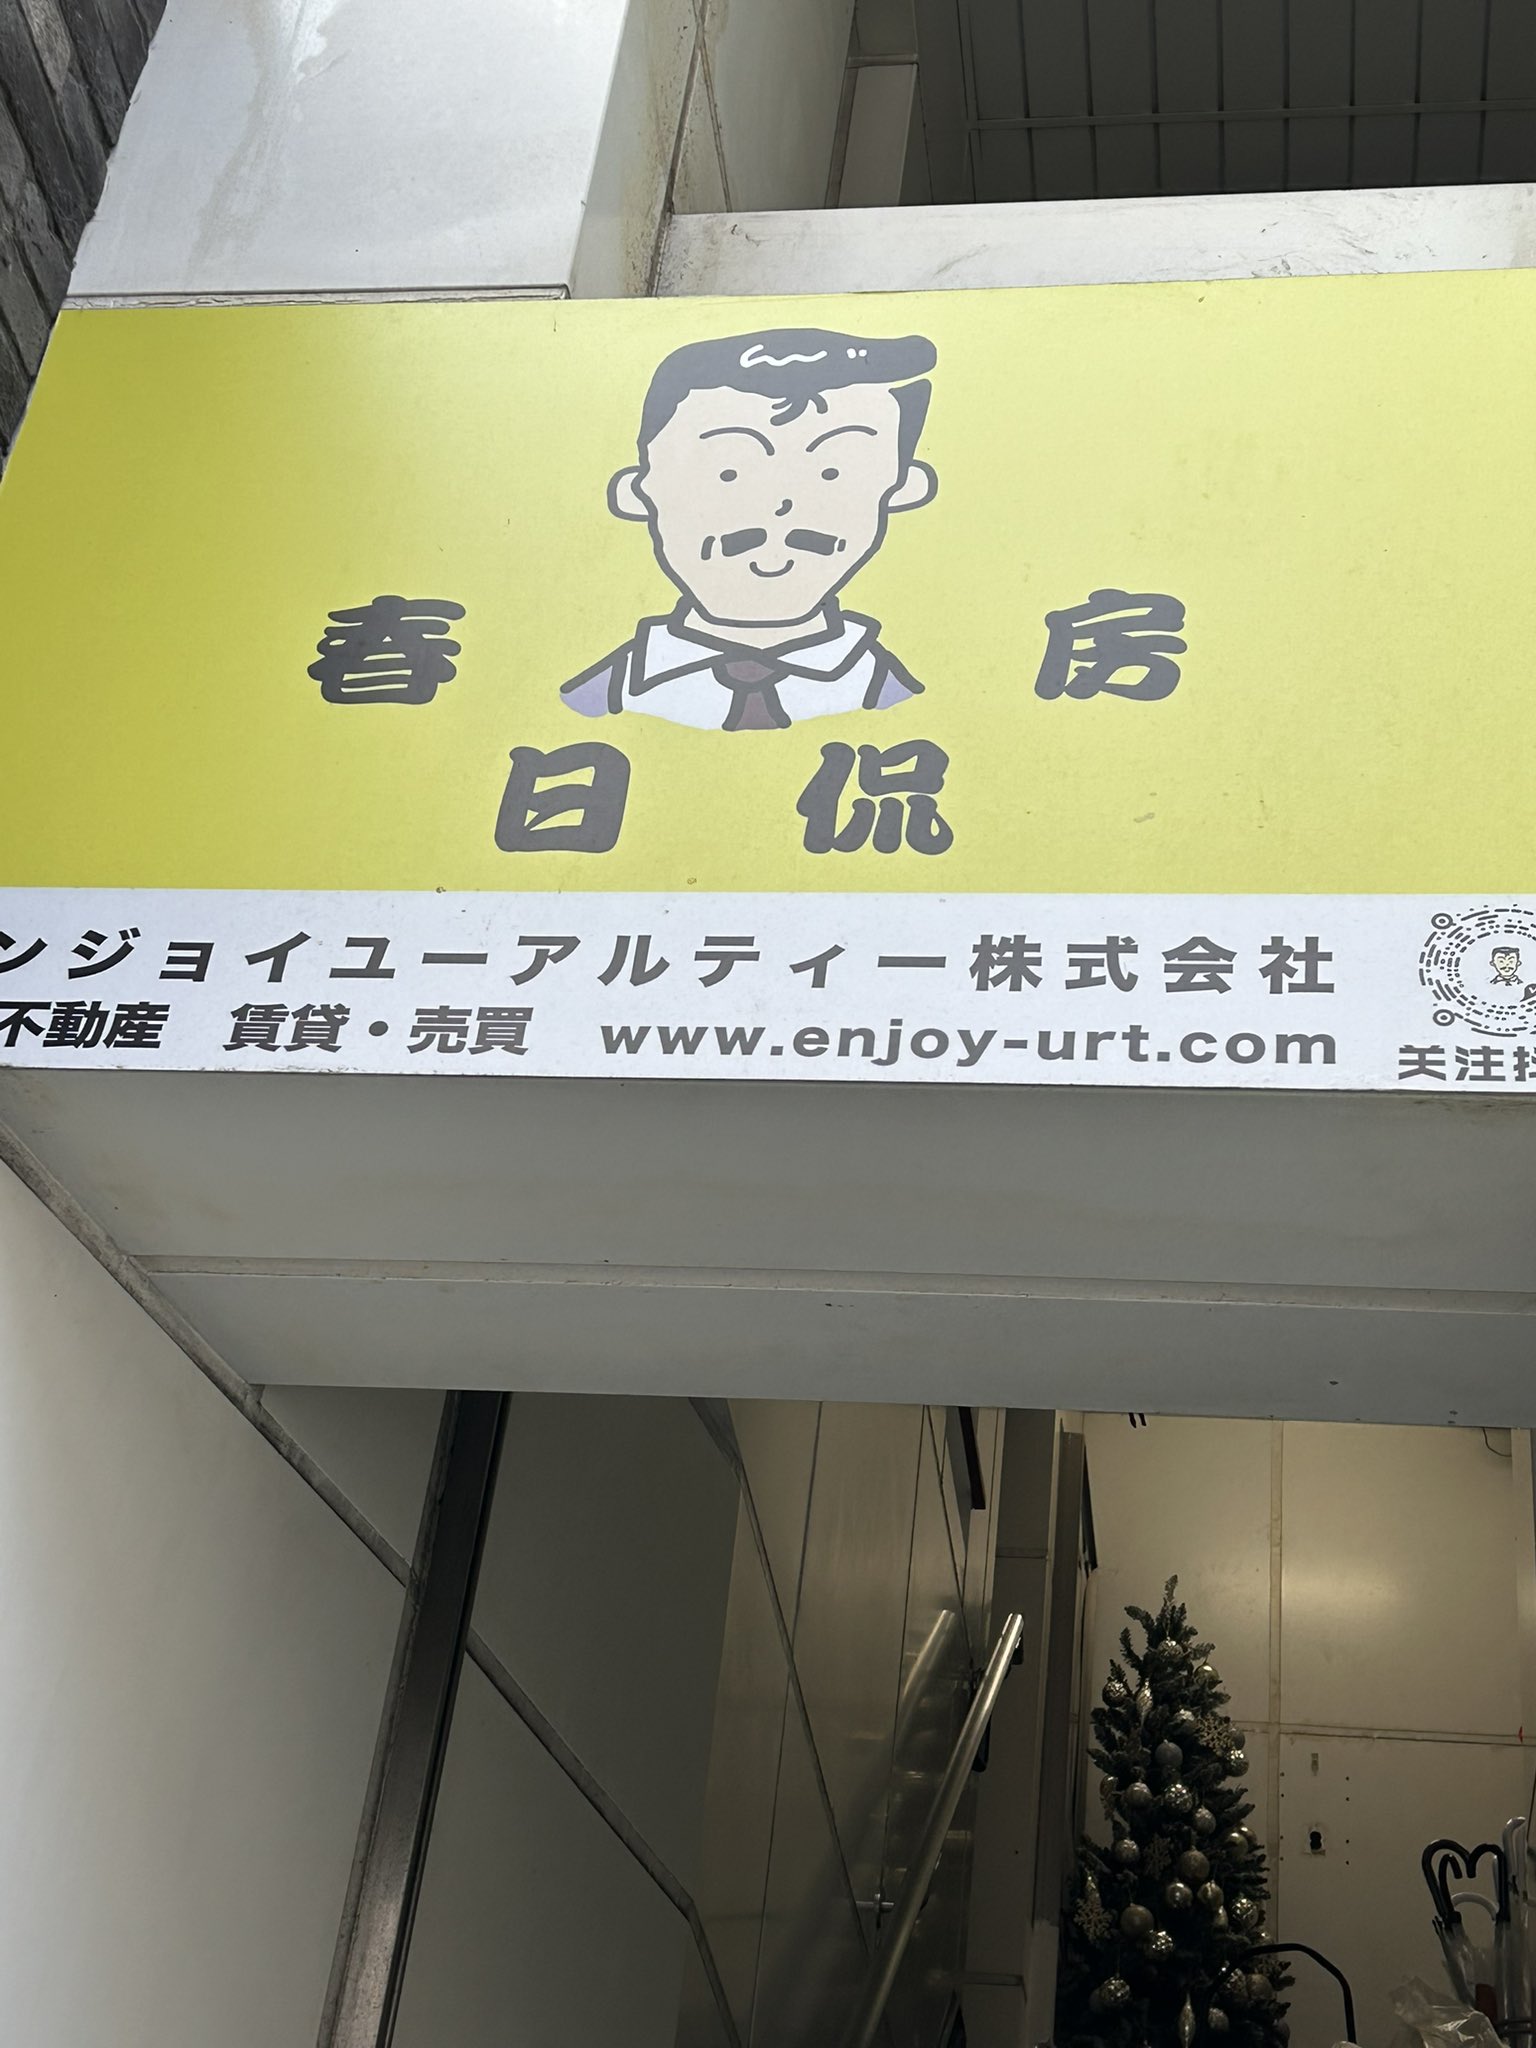 春日侃房
ンジョイユーアルティー株式会社
不動産 賃貸・売買 www.enjoy-urt.com
关注